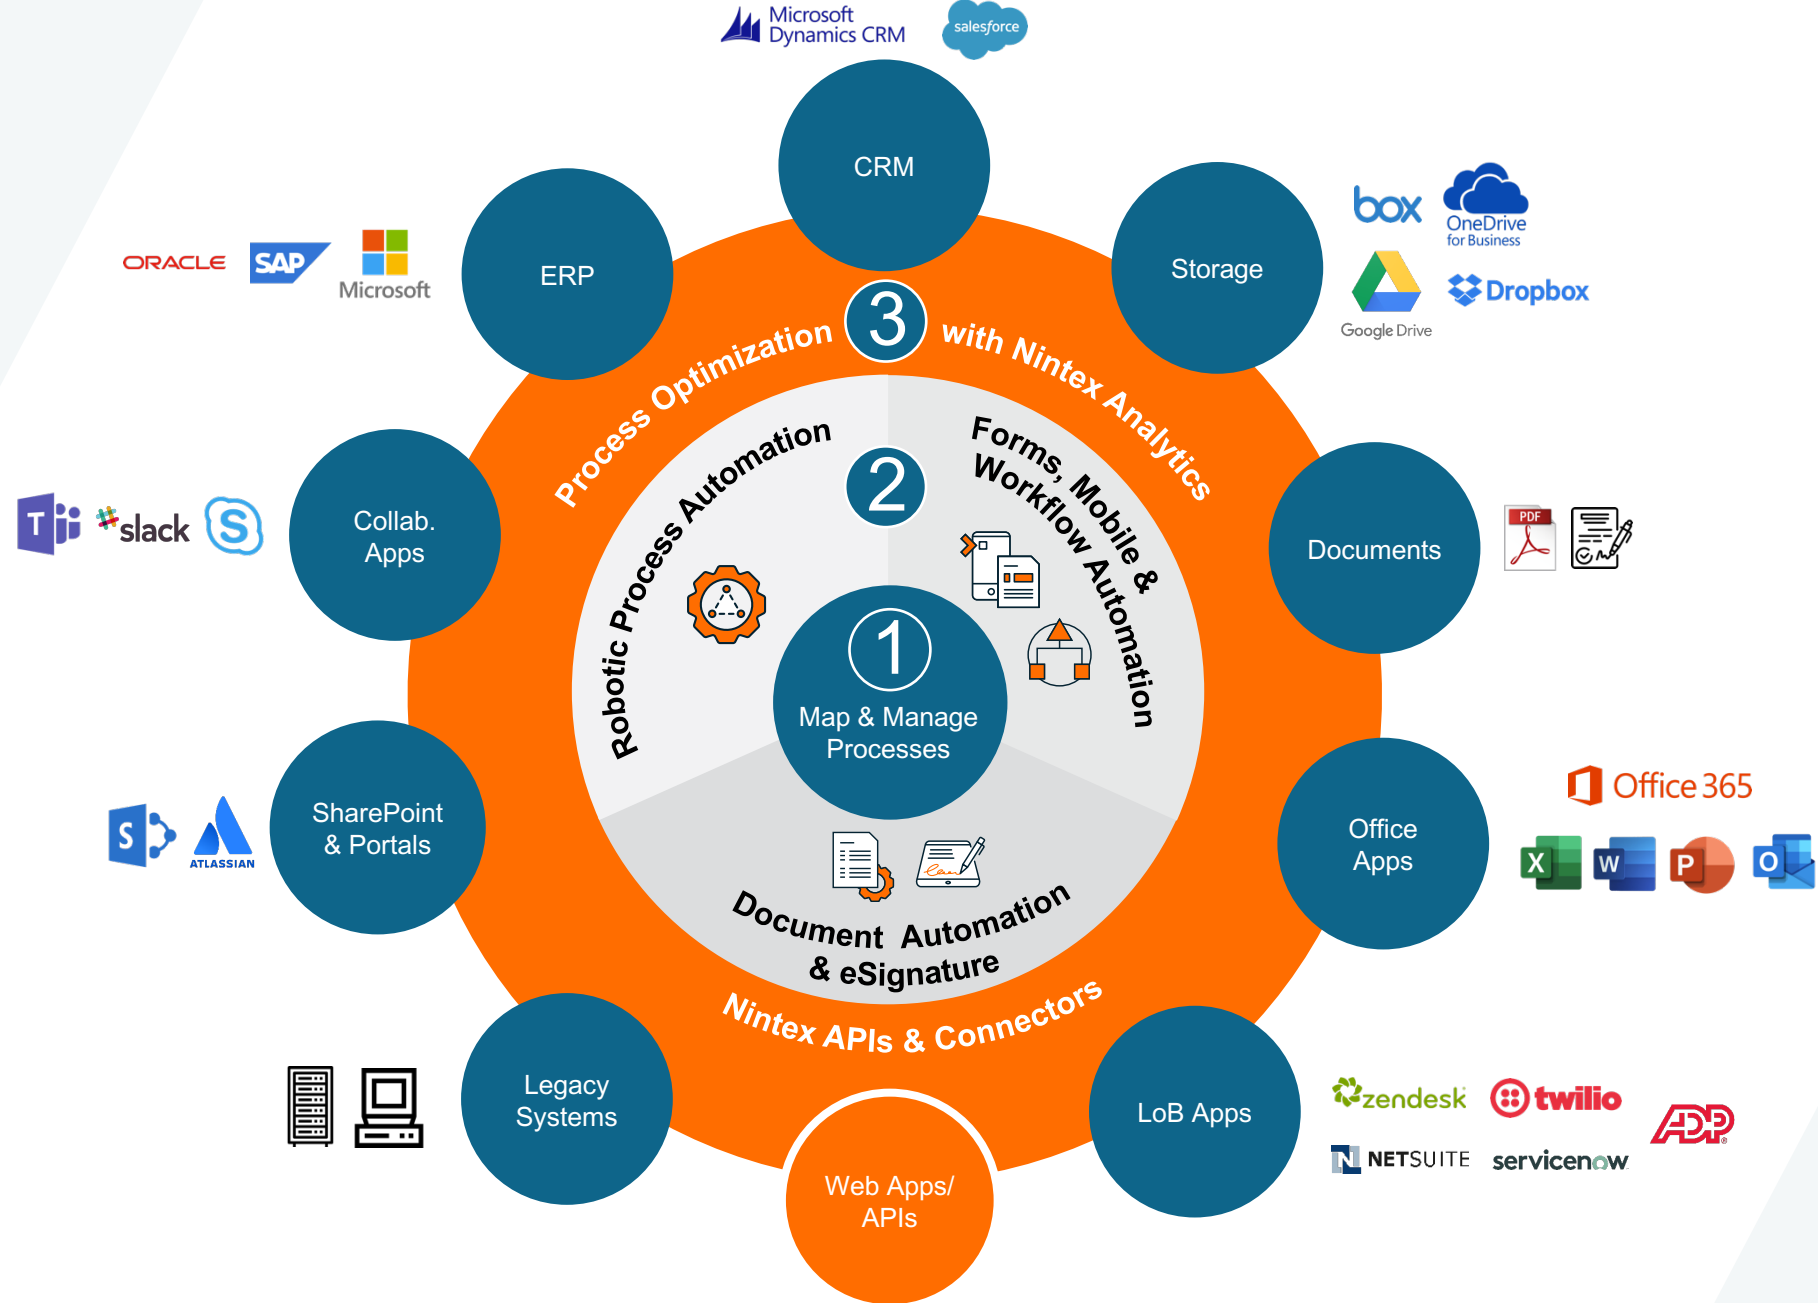 Microsoft
Dynamics CRM
salesforce
CRM
ERP
ORACLE
SAP
Microsoft
Storage
box
OneDrive
for Business
Google Drive
Dropbox
3
Process Optimization
with Nintex Analytics
2
Robotic Process Automation
Forms, Mobile &
Workflow Automation
1
Map & Manage
Processes
Document Automation
& eSignature
Nintex APIs & Connectors
Collab.
Apps
T
slack
S
Documents
PDF
SharePoint
& Portals
S
ATLASSIAN
Office
Apps
Office 365
X
W
P
O
Legacy
Systems
Web Apps/
APIs
LoB Apps
zendesk
twilio
ADP
NETSUITE
N
servicenow